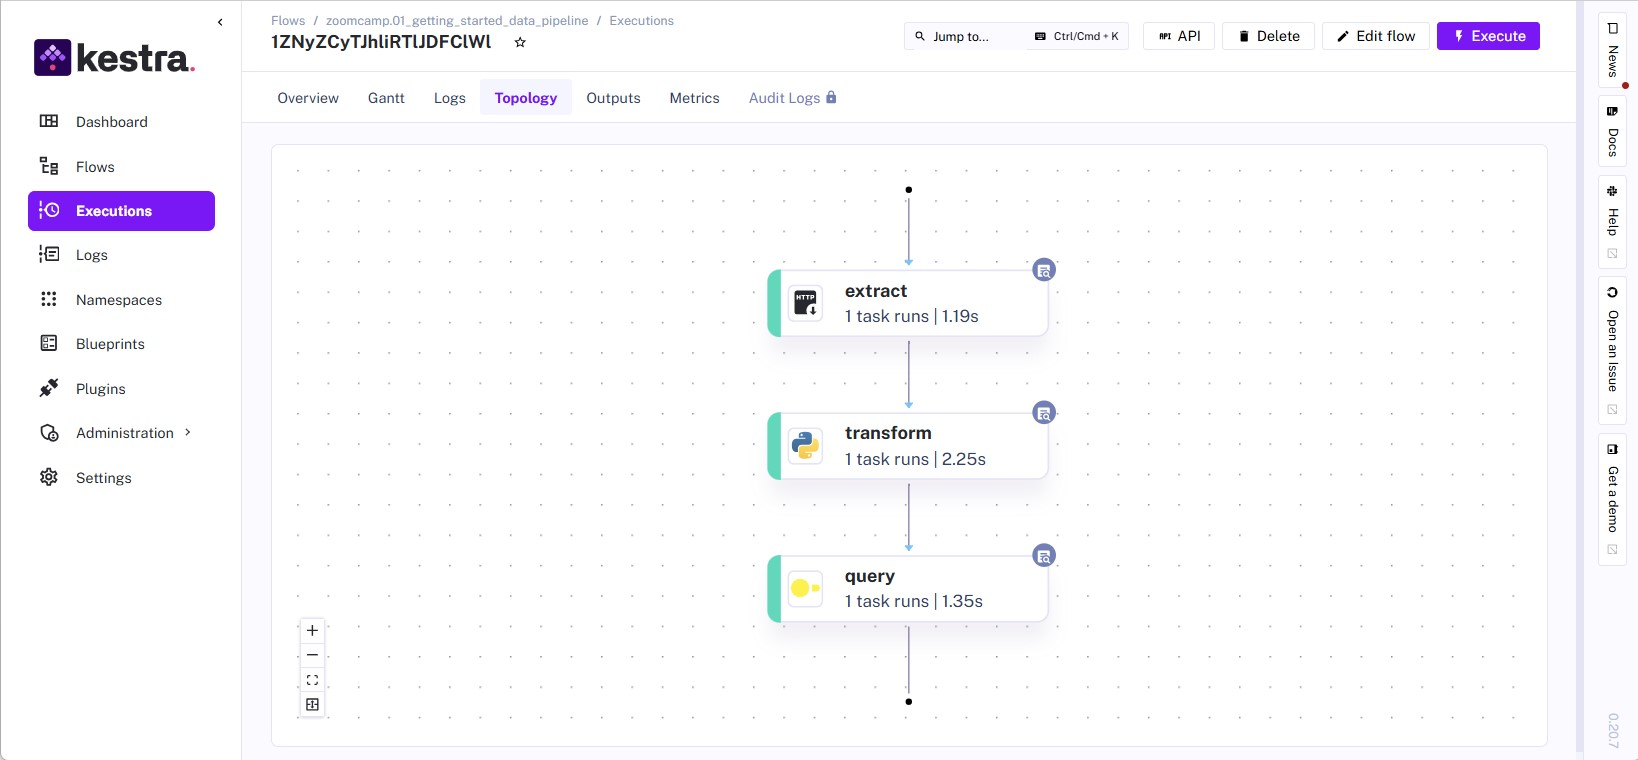 kestra.
Dashboard
Flows
Executions
Logs
Namespaces
Blueprints
Plugins
Administration
Settings
Flows / zoomcamp.01_getting_started_data_pipeline / Executions
1ZNyZCyTJhliRTlJDFClWl
Jump to... Ctrl/Cmd + K
API API
Delete
Edit flow
Execute
Overview Gantt Logs Topology Outputs Metrics Audit Logs
HTTP
extract
1 task runs | 1.19s
transform
1 task runs | 2.25s
query
1 task runs | 1.35s
News
Docs
Help
Open an Issue
Get a demo
0.20.7